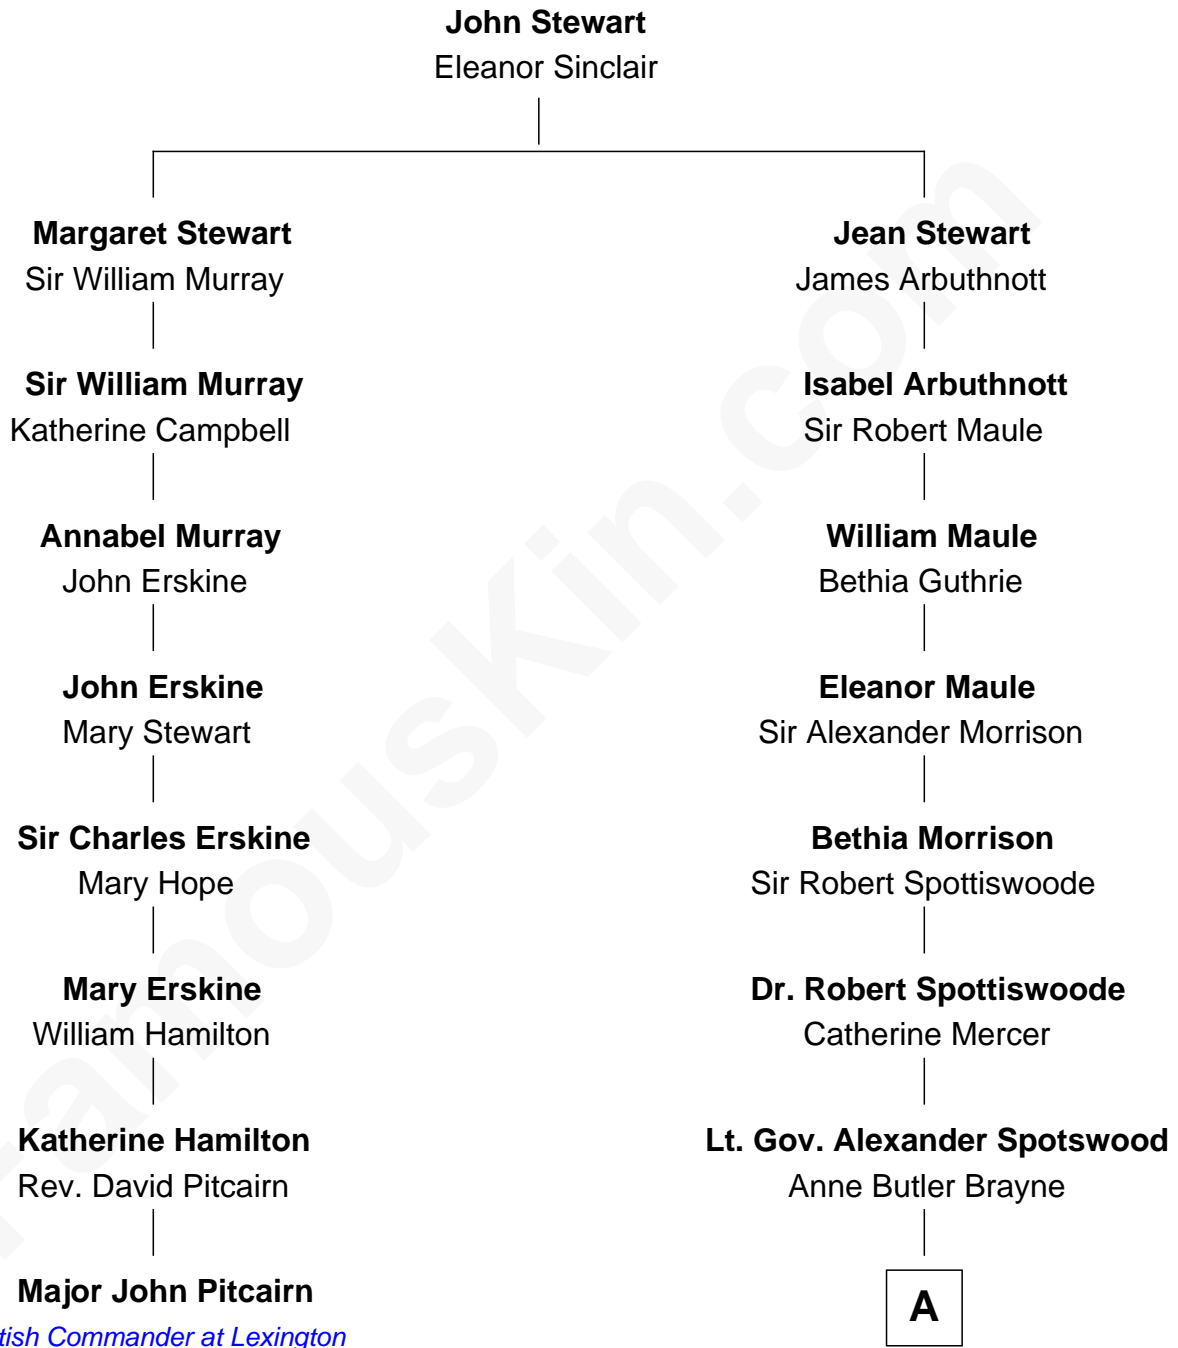 John Stewart
Eleanor Sinclair
Margaret Stewart
Sir William Murray
Jean Stewart
James Arbuthnott
Sir William Murray
Katherine Campbell
Isabel Arbuthnott
Sir Robert Maule
Annabel Murray
John Erskine
William Maule
Bethia Guthrie
John Erskine
Mary Stewart
Eleanor Maule
Sir Alexander Morrison
Sir Charles Erskine
Mary Hope
Bethia Morrison
Sir Robert Spottiswoode
Mary Erskine
William Hamilton
Dr. Robert Spottiswoode
Catherine Mercer
Katherine Hamilton
Rev. David Pitcairn
Lt. Gov. Alexander Spotswood
Anne Butler Brayne
Major John Pitcairn
tish Commander at Lexington
A
FamousKin.com